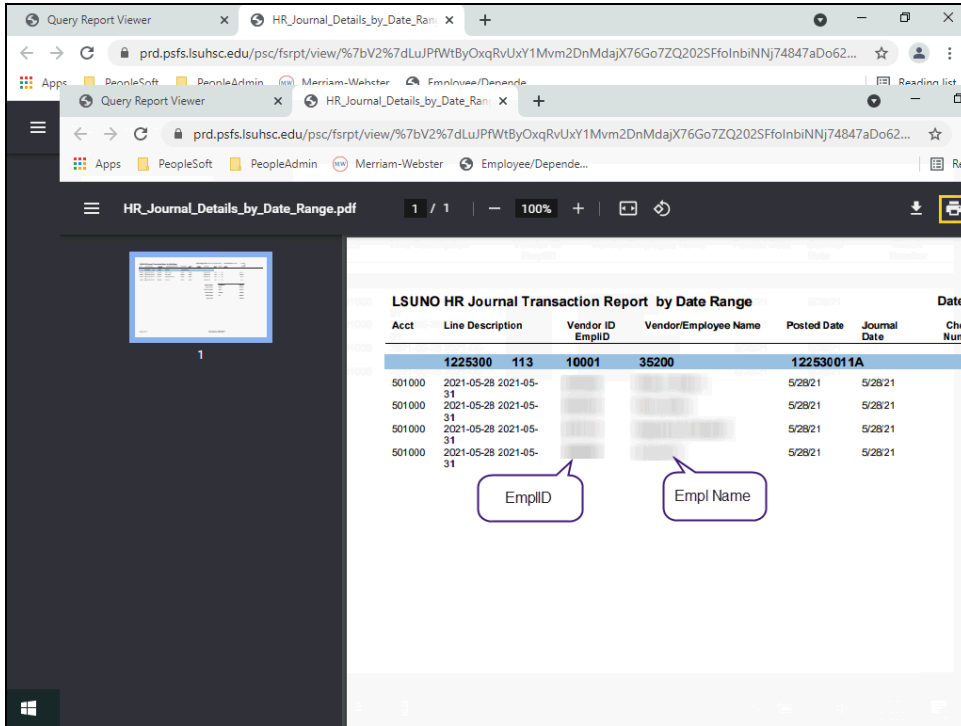 Query Report Viewer
HR_Journal_Details_by_Date_Rang
prd.psfs.lsuhsc.edu/psc/fsrpt/view/%7bV2%7dLuJPfWtByOxqRvUxY1Mvm2DnMdajX76Go7ZQ202SFfoInbiNNj74847aDo62...
Apps PeopleSoft PeopleAdmin Merriam-Webster Employee/Depende Reading list
Query Report Viewer
HR_Journal_Details_by_Date_Rang
prd.psfs.lsuhsc.edu/psc/fsrpt/view/%7bV2%7dLuJPfWtByOxqRvUxY1Mvm2DnMdajX76Go7ZQ202SFfoInbiNNj74847aDo62...
Apps PeopleSoft PeopleAdmin Merriam-Webster Employee/Depende... Re
HR_Journal_Details_by_Date_Range.pdf 1 / 1 | − 100% + |
1
LSUNO HR Journal Transaction Report by Date Range Date
Acct Line Description Vendor ID Vendor/Employee Name Posted Date Journal Che
EmpliD Date Num
1225300 113 10001 35200 122530011A
501000 2021-05-28 2021-05- 5/28/21 5/28/21
31
501000 2021-05-28 2021-05- 5/28/21 5/28/21
31
501000 2021-05-28 2021-05- 5/28/21 5/28/21
31
501000 2021-05-28 2021-05- 5/28/21 5/28/21
31
EmplID
Empl Name